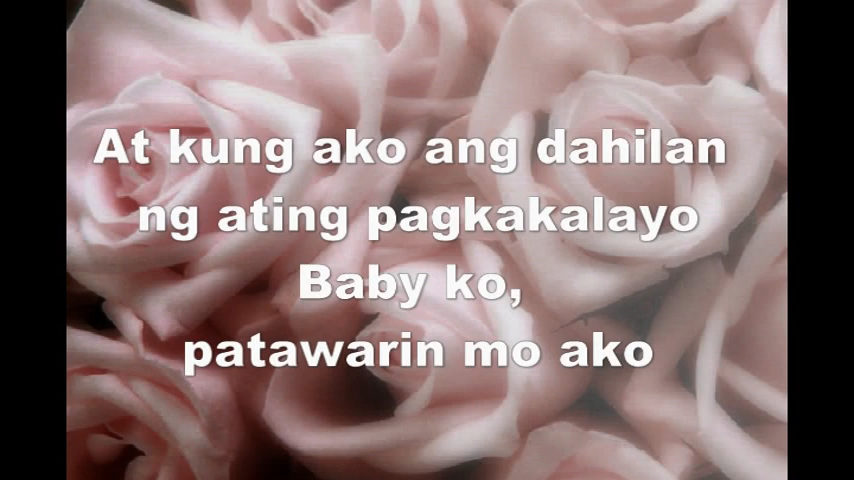 At kung ako ang dahilan
ng ating pagkakalayo
Baby ko,
patawarin mo ako